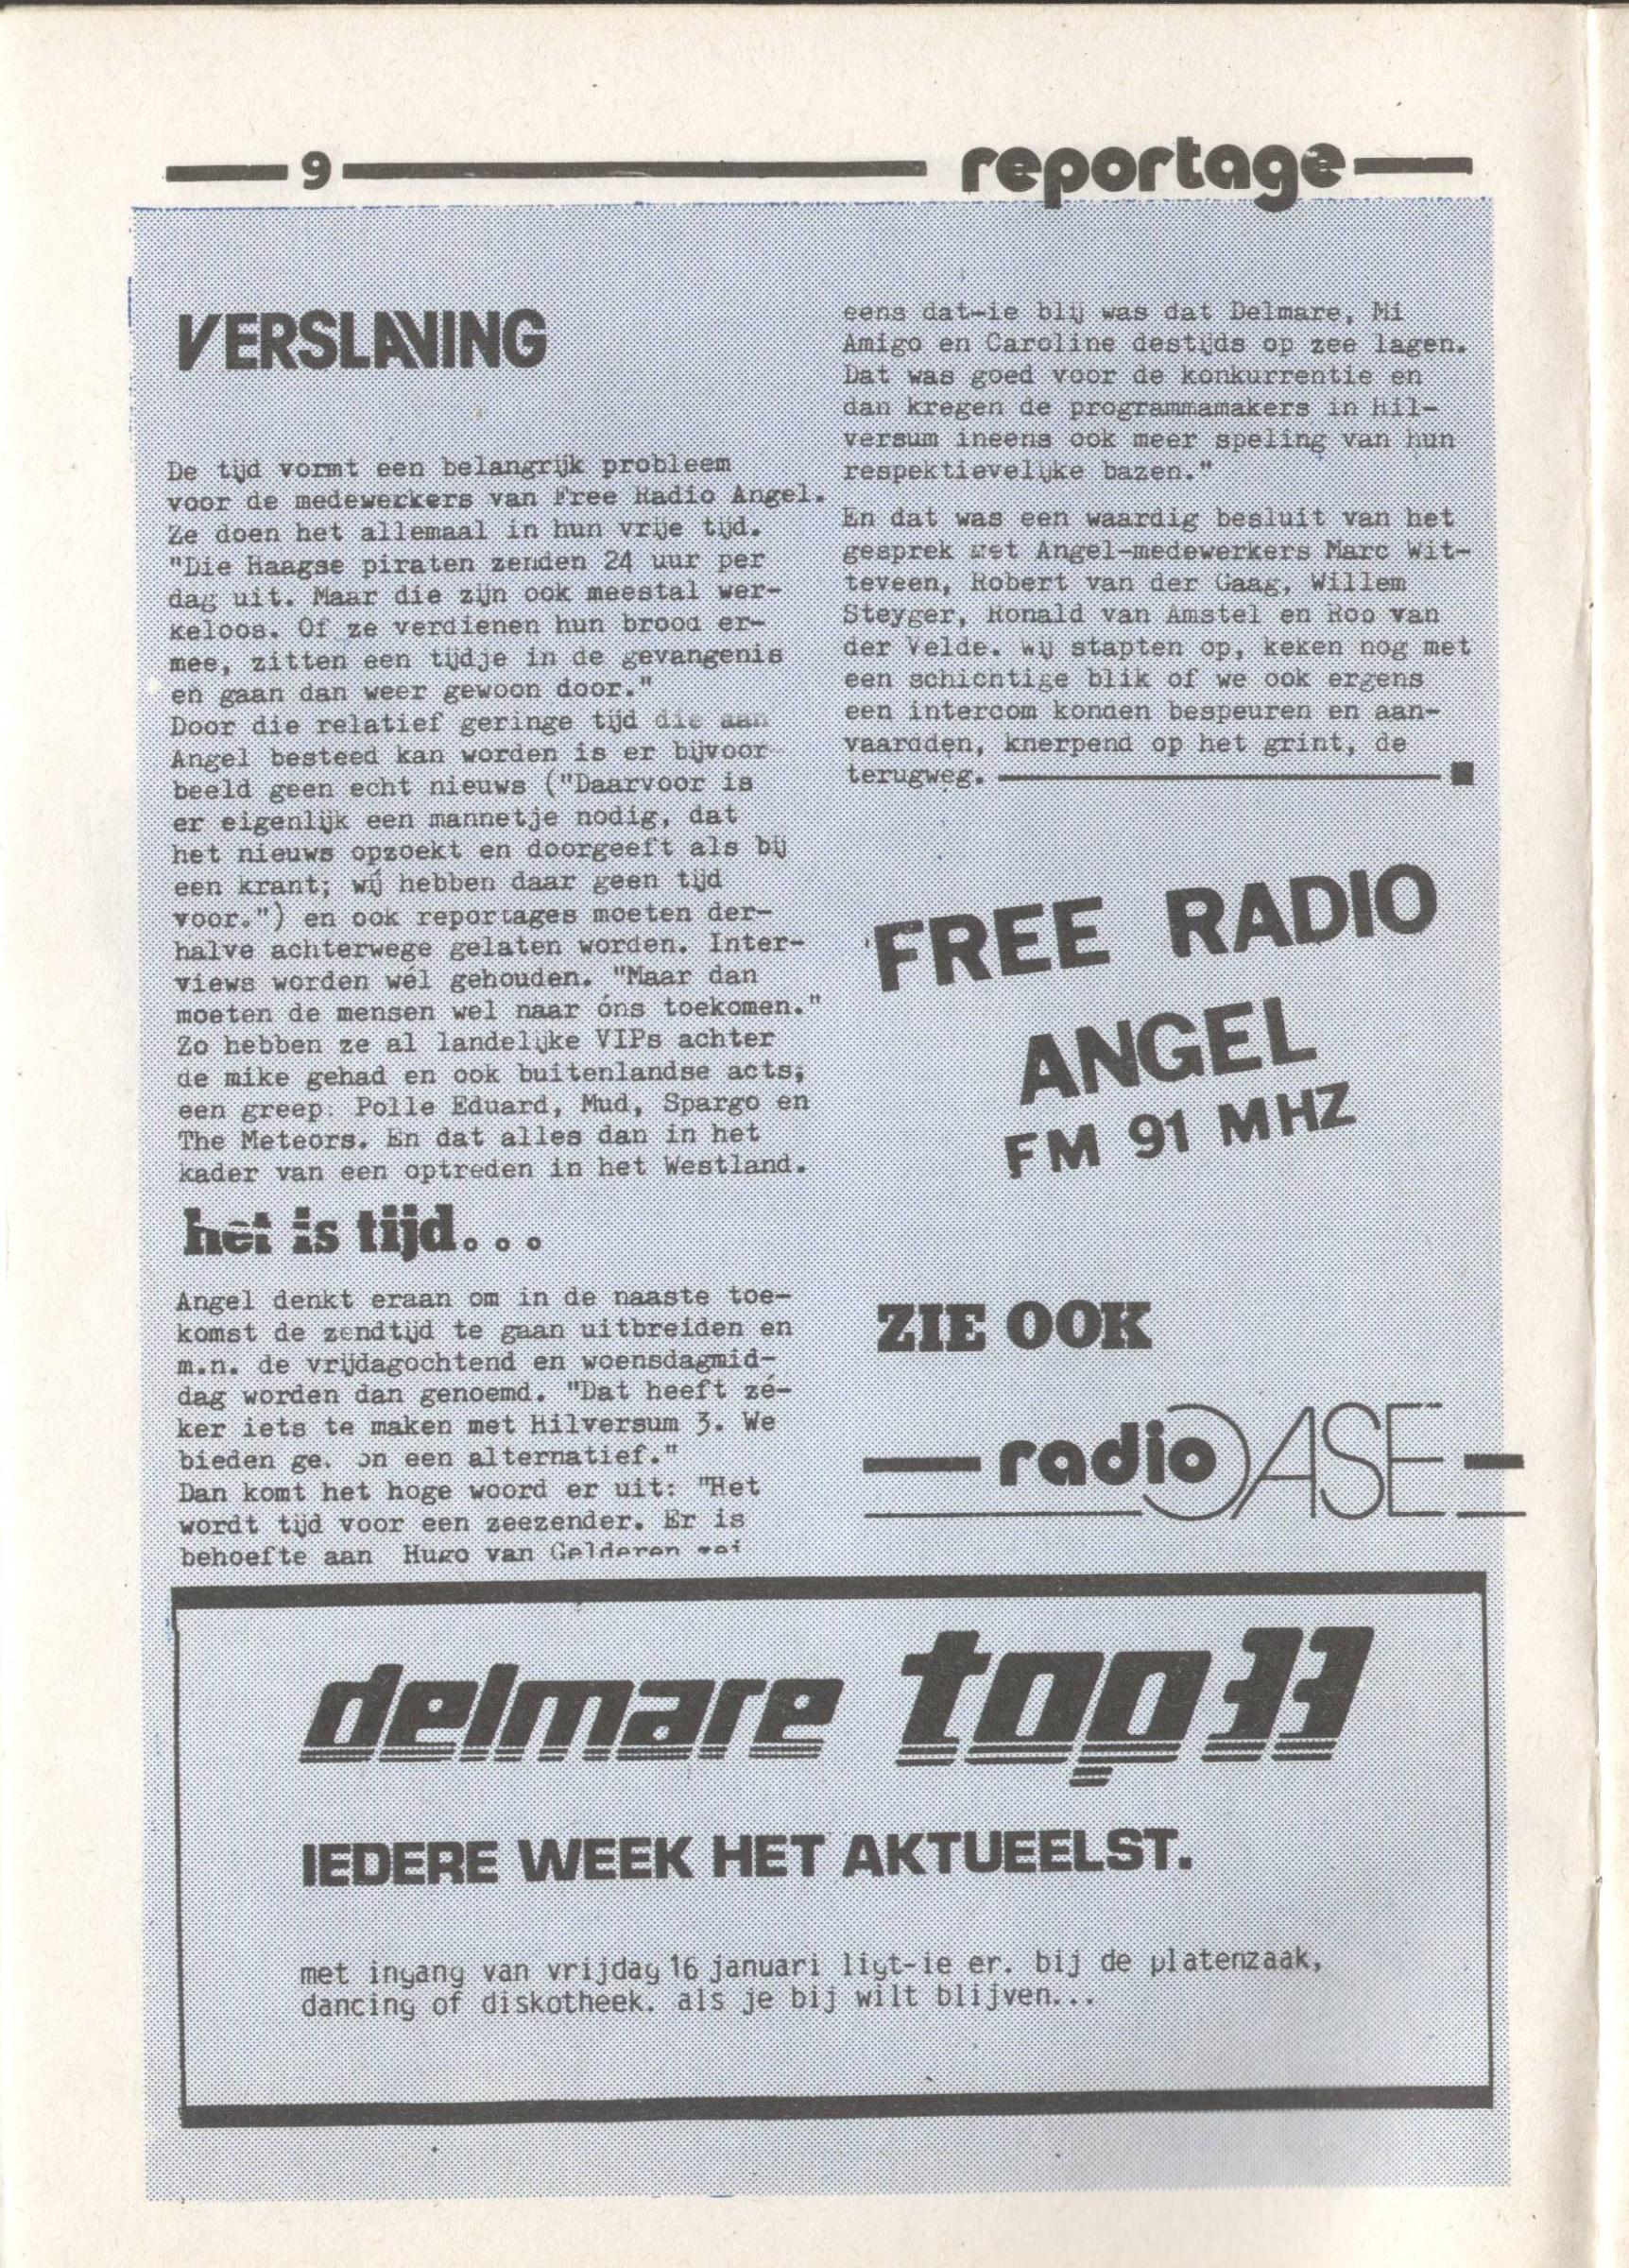 9 reportage
VERSLAVING
De tijd vormt een belangrijk probleem
voor de medewerkers van Free Radio Angel.
Ze doen het allemaal in hun vrije tijd.
"Die Haagse piraten zenden 24 uur per
dag uit. Maar die zijn ook meestal wer-
keloos. Of ze verdienen hun brood er-
mee, zitten een tijdje in de gevangenis
en gaan dan weer gewoon door."
Door die relatief geringe tijd die aan
Angel besteed kan worden is er bijvoor
beeld geen echt nieuws ("Daarvoor is
er eigenlijk een mannetje nodig, dat
het nieuws opzoekt en doorgeeft als bij
een krant; wij hebben daar geen tijd
voor.") en ook reportages moeten der-
halve achterwege gelaten worden. Inter-
views worden wél gehouden. "Maar dan
moeten de mensen wel naar óns toekomen."
Zo hebben ze al landelijke VIPs achter
de mike gehad en ook buitenlandse acts;
een greep: Polle Eduard, Mud, Spargo en
The Meteors. En dat alles dan in het
kader van een optreden in het Westland.
het is tijd...
Angel denkt eraan om in de naaste toe-
komst de zendtijd te gaan uitbreiden en
m.n. de vrijdagochtend en woensdagmid-
dag worden dan genoemd. "Dat heeft zé-
ker iets te maken met Hilversum 3. We
bieden een alternatief."
Dan komt het hoge woord er uit: "Het
wordt tijd voor een zeezender. Er is
behoefte aan Hugo van Gelderen zei
eens dat-ie blij was dat Delmare, Mi
Amigo en Caroline destijds op zee lagen.
Dat was goed voor de konkurrentie en
dan kregen de programmamakers in Hil-
versum ineens ook meer speling van hun
respektievelijke bazen."
En dat was een waardig besluit van het
gesprek met Angel-medewerkers Marc Wit-
teveen, Robert van der Gaag, Willem
Steyger, Ronald van Amstel en Rob van
der Velde. Wij stapten op, keken nog met
een schichtige blik of we ook ergens
een intercom konden bespeuren en aan-
vaardden, knerpend op het grint, de
terugweg.
FREE RADIO
ANGEL
FM 91 MHZ
ZIE OOK
radio OASE
delmare top 33
IEDERE WEEK HET AKTUEELST.
met ingang van vrijdag 16 januari ligt-ie er. bij de platenzaak,
dancing of diskotheek. als je bij wilt blijven...